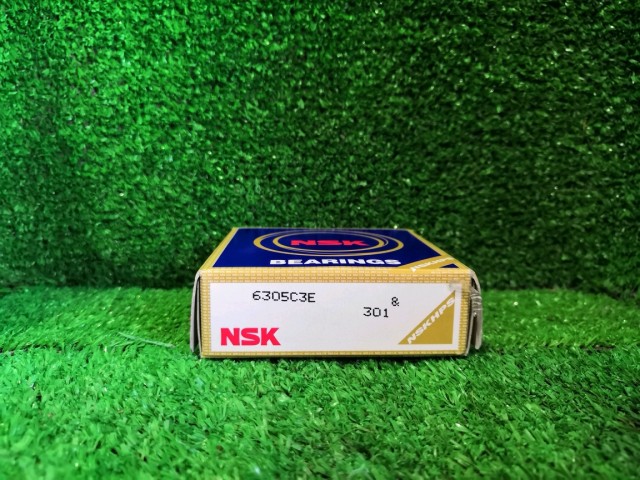 NSK
BEARINGS
6305C3E
&
301
NSK
NSKHPS